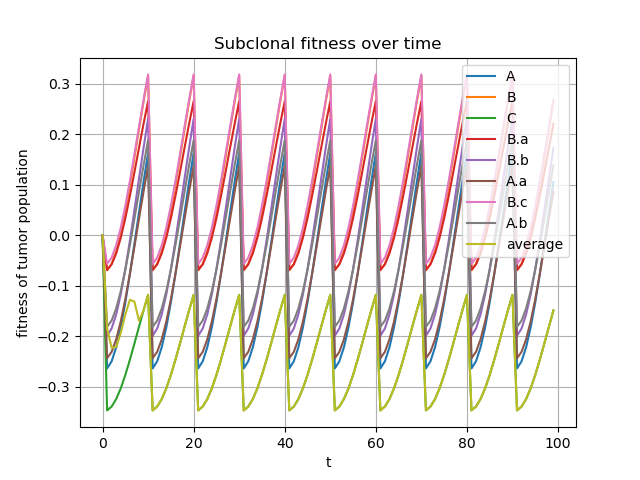 Subclonal fitness over time
fitness of tumor population
0.3
0.2
0.1
0.0
−0.1
−0.2
−0.3
0
20
40
60
80
100
t
A
B
C
B.a
B.b
A.a
B.c
A.b
average